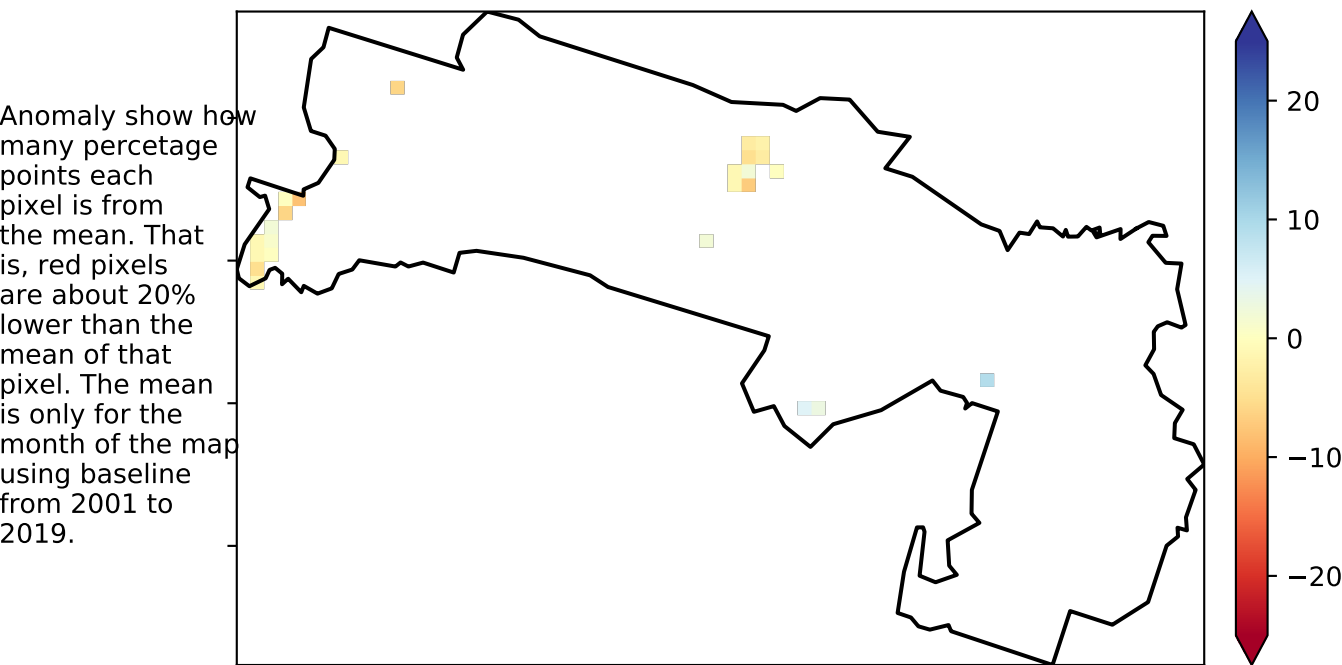 Anomaly show how
many percetage
points each
pixel is from
the mean. That
is, red pixels
are about 20%
lower than the
mean of that
pixel. The mean
is only for the
month of the map
using baseline
from 2001 to
2019.
20
10
0
−10
−20